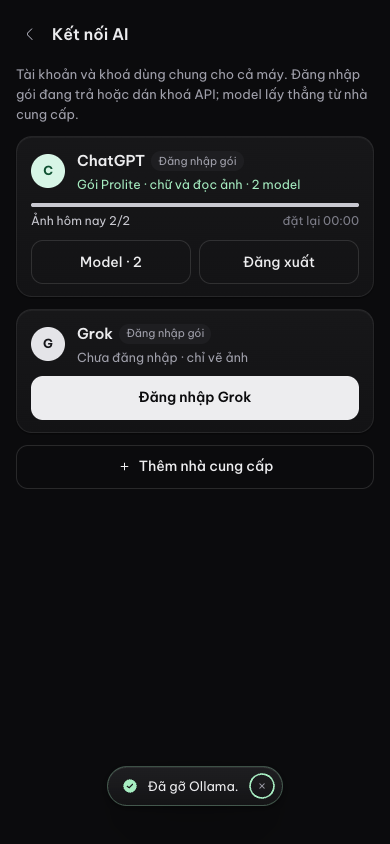 Kết nối AI
Tài khoản và khoá dùng chung cho cả máy. Đăng nhập
gói đang trả hoặc dán khoá API; model lấy thẳng từ nhà
cung cấp.
C
ChatGPT
Đăng nhập gói
Gói Prolite · chữ và đọc ảnh · 2 model
Ảnh hôm nay 2/2
đặt lại 00:00
Model · 2
Đăng xuất
G
Grok
Đăng nhập gói
Chưa đăng nhập · chỉ vẽ ảnh
Đăng nhập Grok
+ Thêm nhà cung cấp
Đã gỡ Ollama.